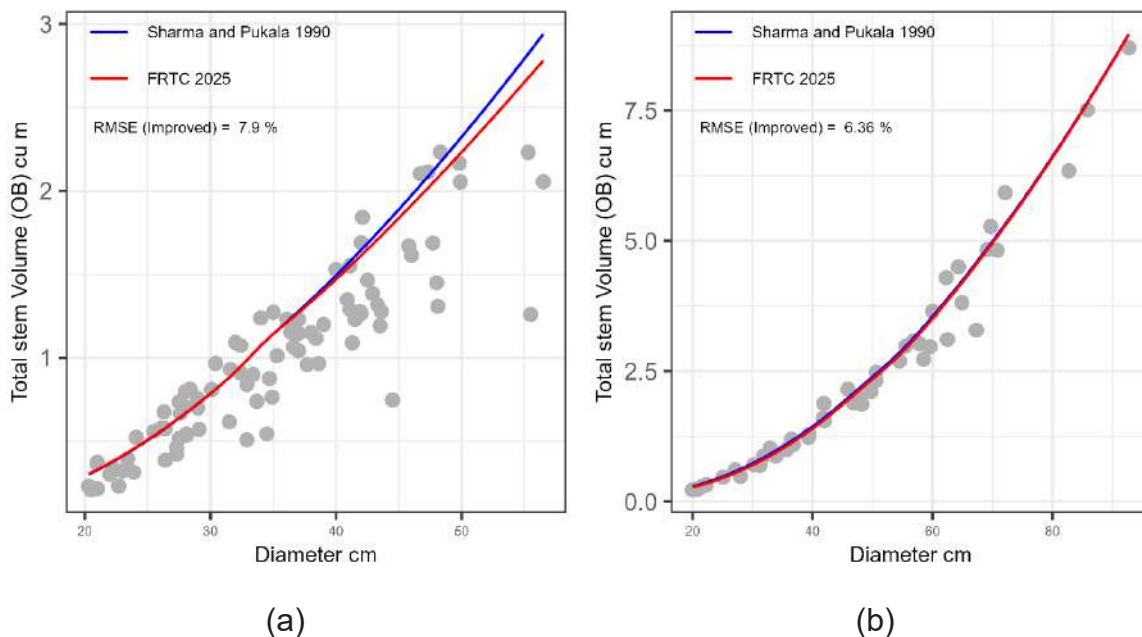 3
2
1
Total stem Volume (OB) cu m
Sharma and Pukala 1990
FRTC 2025
RMSE (Improved) = 7.9 %
20
30
40
50
Diameter cm
(a)
7.5
5.0
2.5
0.0
Total stem Volume (OB) cu m
Sharma and Pukala 1990
FRTC 2025
RMSE (Improved) = 6.36 %
20
40
60
80
Diameter cm
(b)